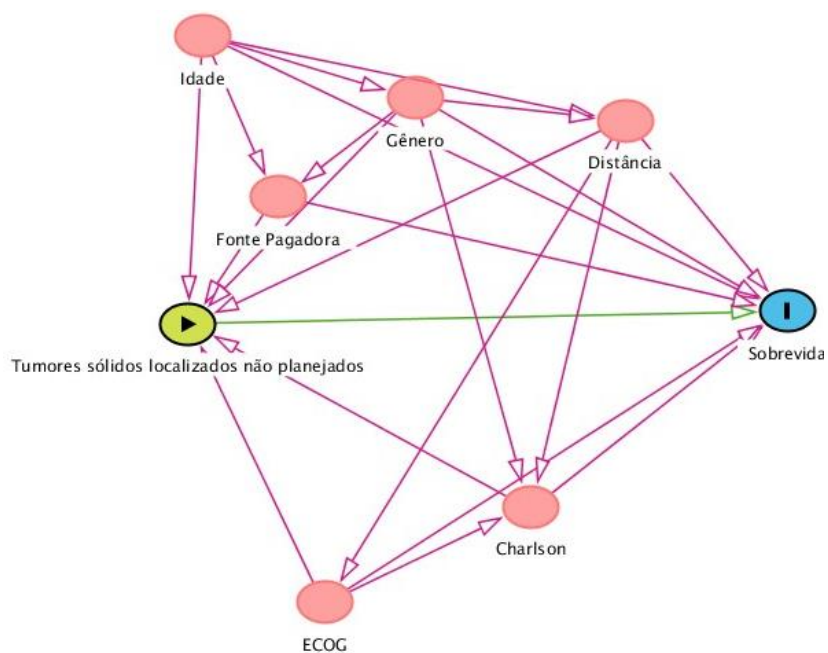 Idade
Gênero
Distância
Fonte Pagadora
Tumores sólidos localizados não planejados
Sobrevida
Charlson
ECOG